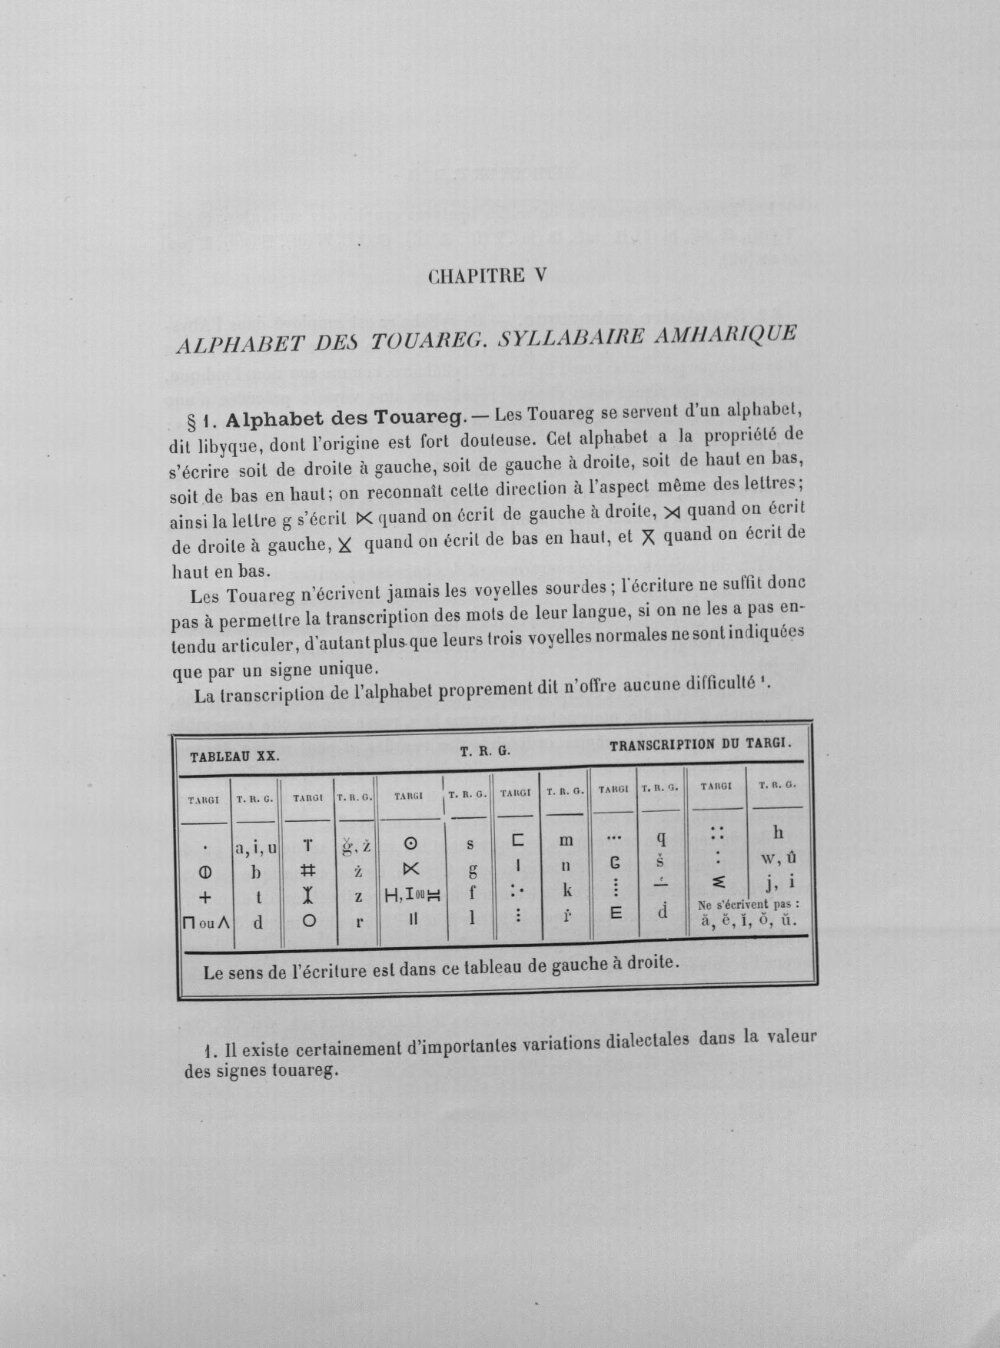 CHAPITRE V
ALPHABET DES TOUAREG. SYLLABAIRE AMHARIQUE
§ 1. Alphabet des Touareg. — Les Touareg se servent d'un alphabet,
dit libyque, dont l'origine est fort douteuse. Cet alphabet a la propriété de
s'écrire soit de droite à gauche, soit de gauche à droite, soit de haut en bas,
soit de bas en haut; on reconnaît cette direction à l'aspect même des lettres;
ainsi la lettre g s'écrit ⋉ quand on écrit de gauche à droite, ⋊ quand on écrit
de droite à gauche, quand on écrit de bas en haut, et quand on écrit de
haut en bas.
Les Touareg n'écrivent jamais les voyelles sourdes; l'écriture ne suffit donc
pas à permettre la transcription des mots de leur langue, si on ne les a pas en-
tendu articuler, d'autant plus que leurs trois voyelles normales ne sont indiquées
que par un signe unique.
La transcription de l'alphabet proprement dit n'offre aucune difficulté ¹.
TABLEAU XX. T. R. G. TRANSCRIPTION DU TARGI.
TARGI T. R. G. TARGI T. R. G. TARGI T. R. G. TARGI T. R. G. TARGI T. R. G. TARGI T. R. G.
· a, i, u ⵊ ğ, ž ⊙ s ⊏ m ··· q ∷ h
ⵀ b ⌗ ż ⋉ g ı n G š : w, û
+ t ⵣ z H, I ou ⵘ f ⵗ k ⁞ ⋜ j, i
⊓ ou Λ d O r II l ⋮ ṙ E ḋ Ne s'écrivent pas :
ă, ĕ, ĭ, ŏ, ŭ.
Le sens de l'écriture est dans ce tableau de gauche à droite.
1. Il existe certainement d'importantes variations dialectales dans la valeur
des signes touareg.